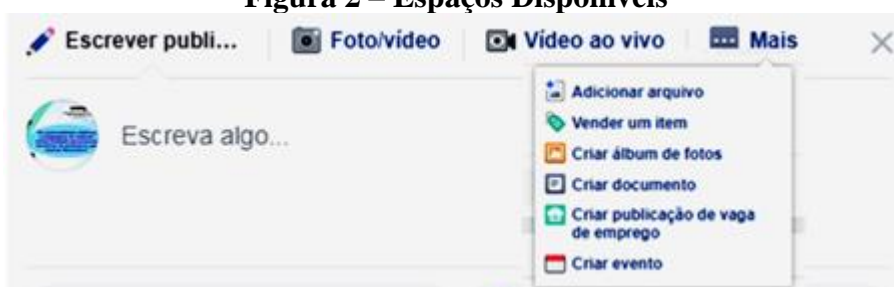 Figura 2 – Espaços Disponíveis
Escrever publi... Foto/vídeo Vídeo ao vivo Mais
Escreva algo...
Adicionar arquivo
Vender um item
Criar álbum de fotos
Criar documento
Criar publicação de vaga
de emprego
Criar evento